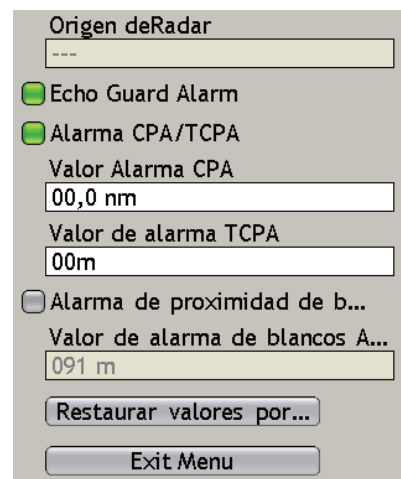 Origen deRadar
---
Echo Guard Alarm
Alarma CPA/TCPA
Valor Alarma CPA
00,0 nm
Valor de alarma TCPA
00m
Alarma de proximidad de b...
Valor de alarma de blancos A...
091 m
Restaurar valores por...
Exit Menu